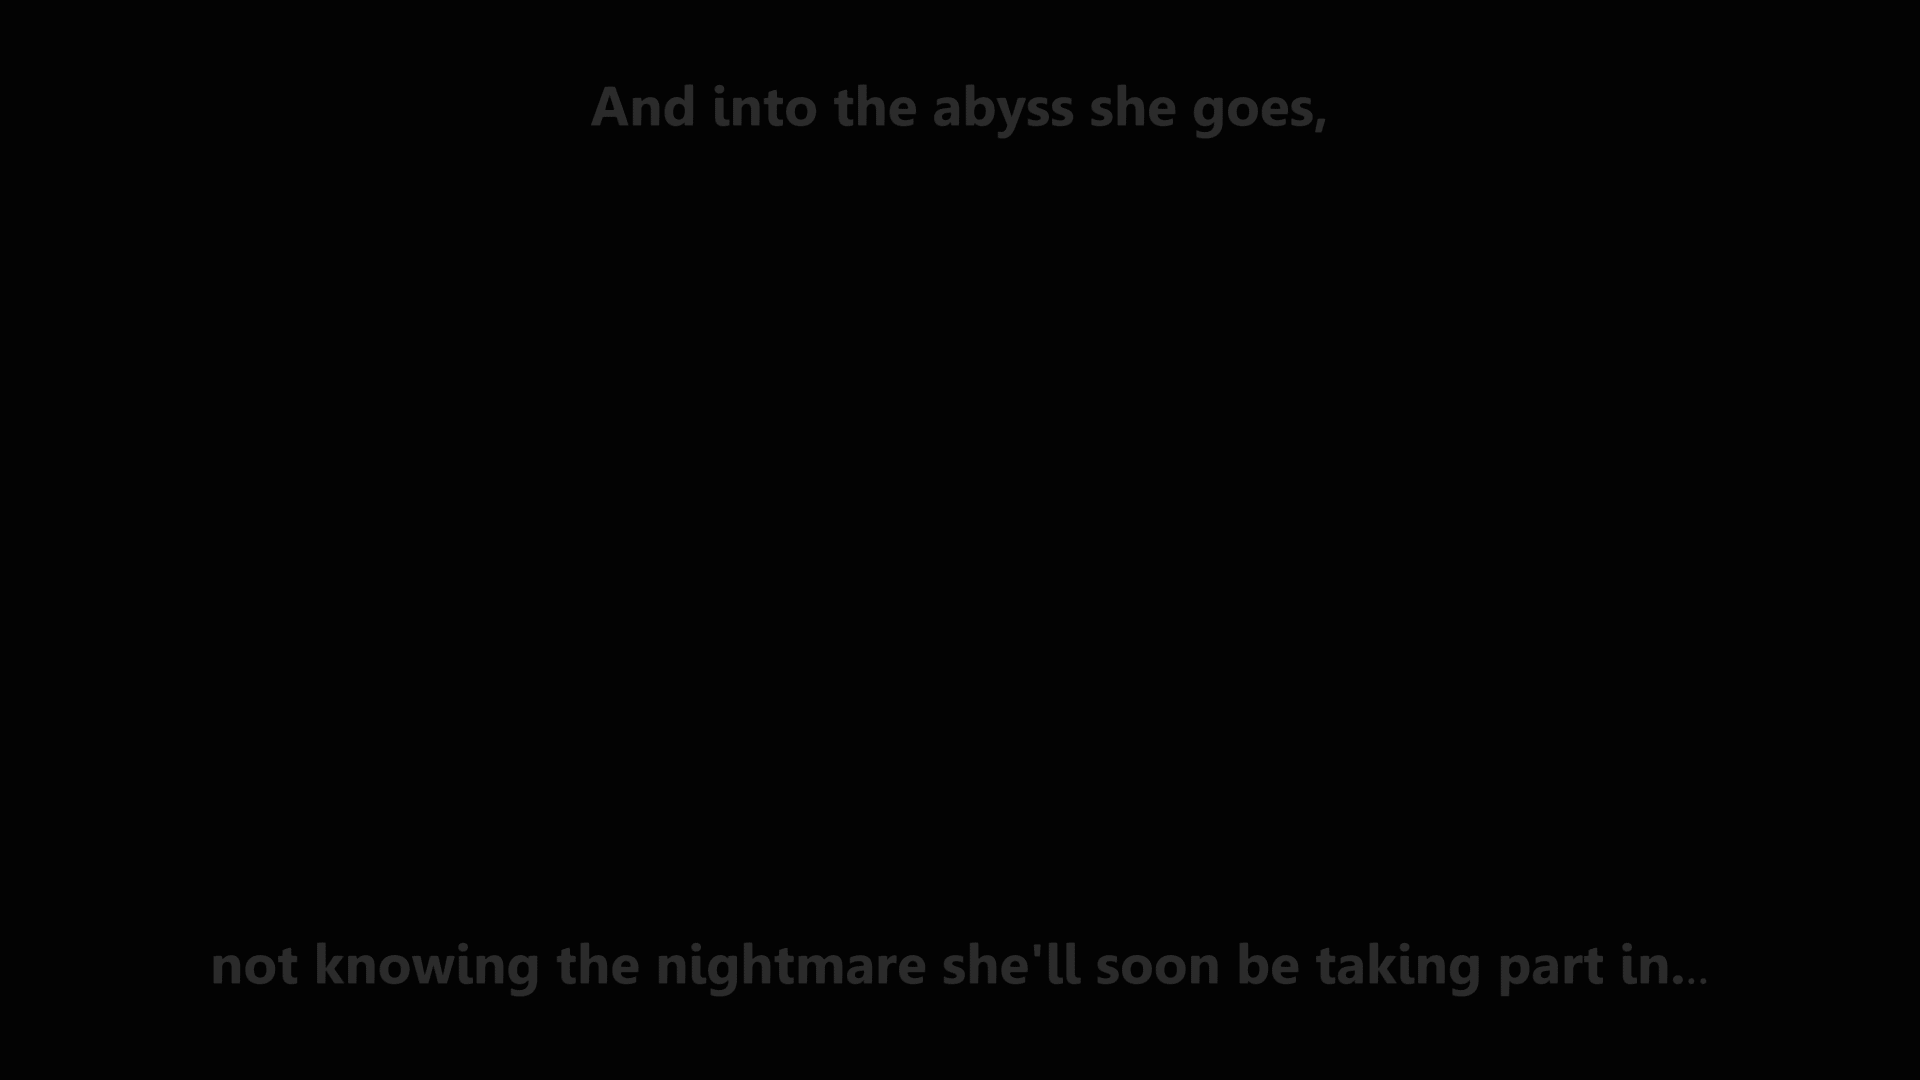 And into the abyss she goes,
not knowing the nightmare she'll soon be taking part in...